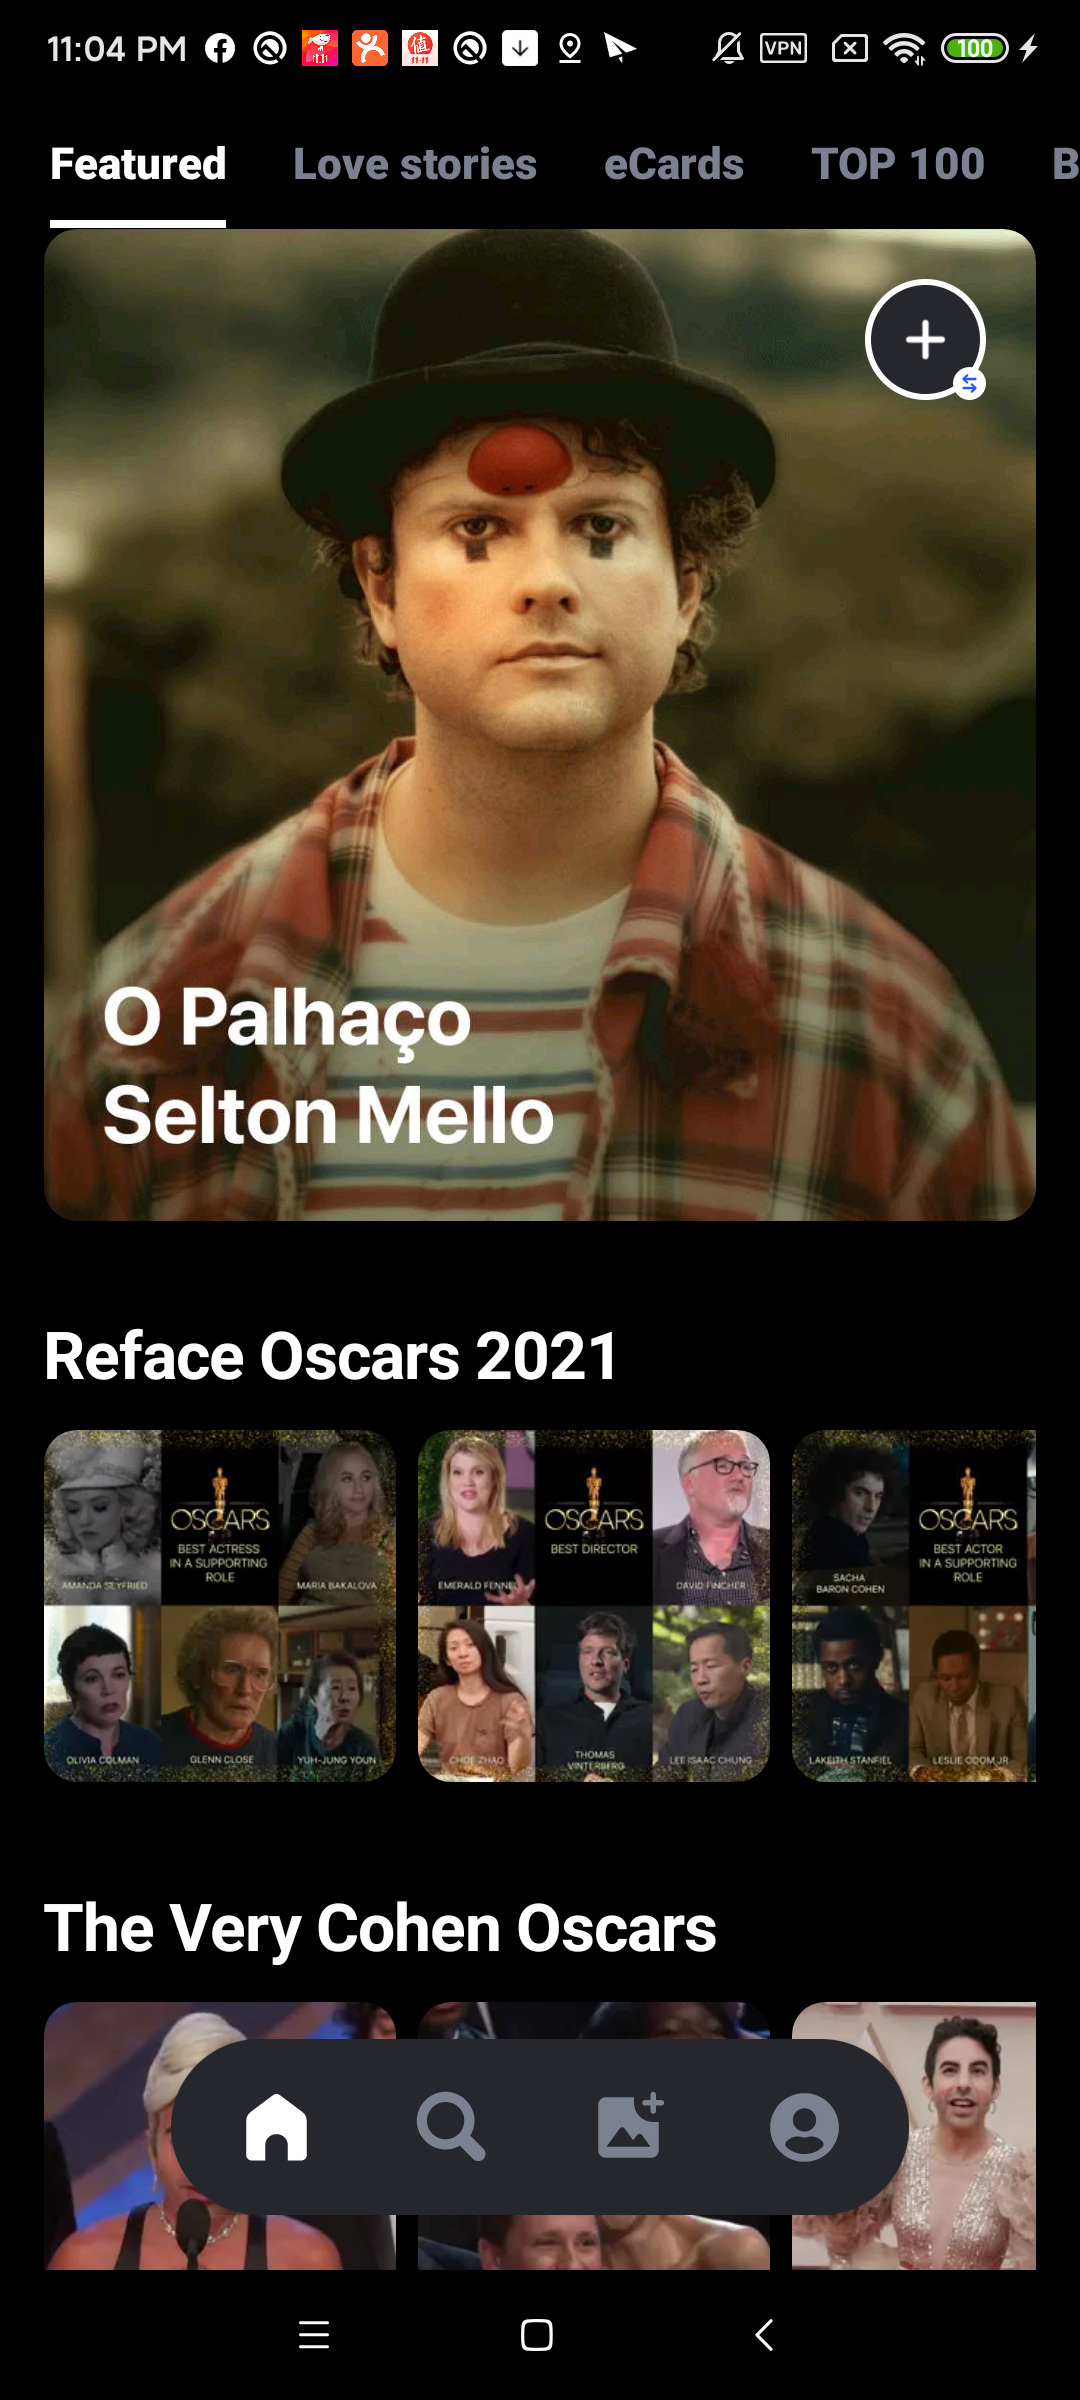 11:04 PM
VPN
100
Featured
Love stories
eCards
TOP 100
B
O Palhaço
Selton Mello
Reface Oscars 2021
OSCARS
BEST ACTRESS
IN A SUPPORTING
ROLE
AMANDA SEYFRIED
MARIA BAKALOVA
OLIVIA COLMAN
GLENN CLOSE
YUH-JUNG YOUN
OSCARS
BEST DIRECTOR
EMERALD FENNEL
DAVID FINCHER
CHOE ZHAO
THOMAS
VINTERBERG
LEE ISAAC CHUNG
OSCARS
BEST ACTOR
IN A SUPPORTING
ROLE
SACHA
BARON COHEN
LAKEITH STANFIEL
LESLIE ODOM JR
The Very Cohen Oscars